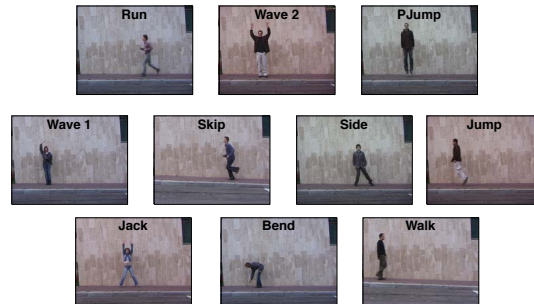 Run
Wave 2
PJump
Wave 1
Skip
Side
Jump
Jack
Bend
Walk